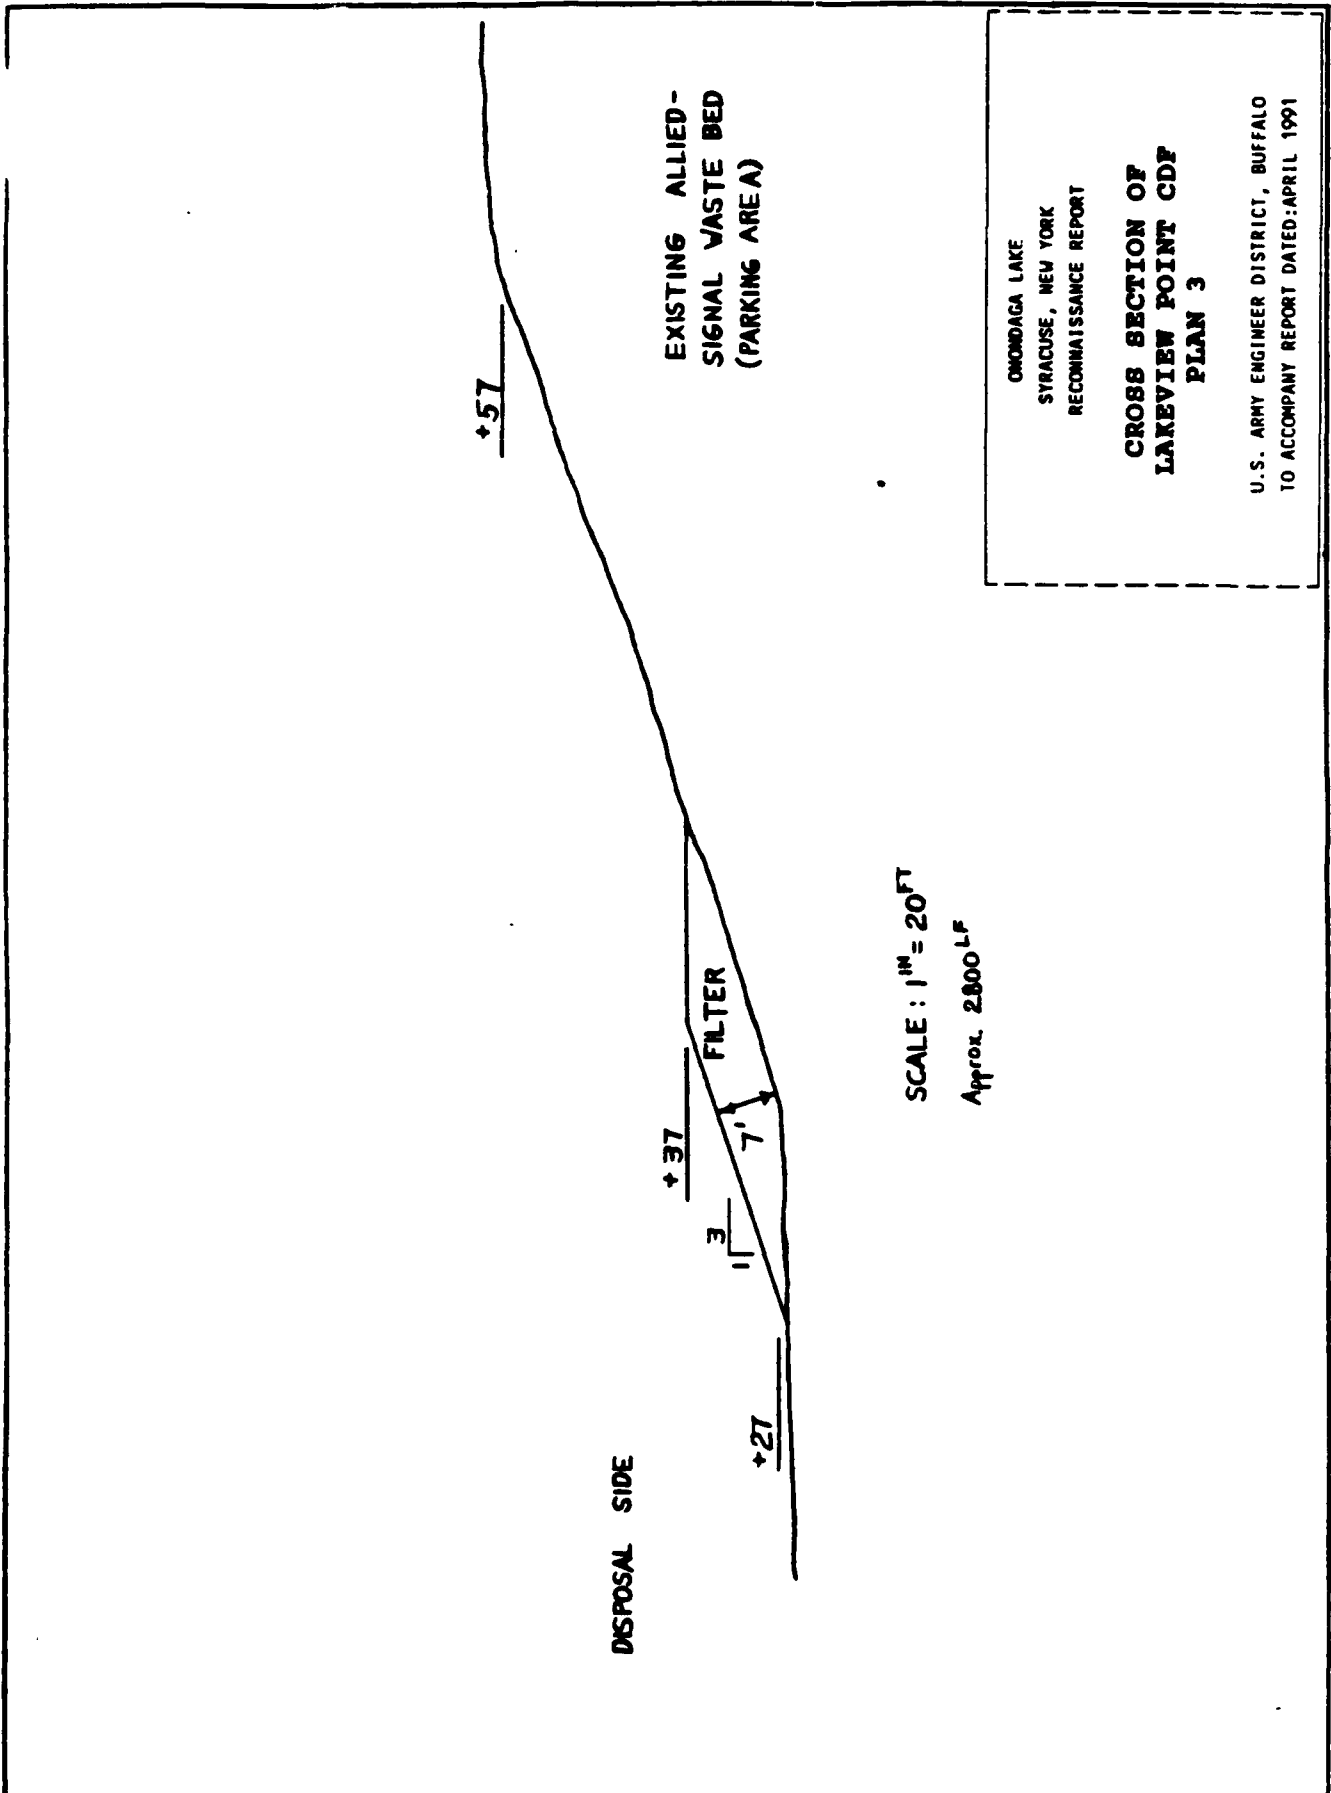 DISPOSAL SIDE
+57
+37
+27
3
1
7'
FILTER
EXISTING ALLIED-
SIGNAL WASTE BED
(PARKING AREA)
SCALE : 1IN = 20FT
Approx. 2800LF
ONONDAGA LAKE
SYRACUSE, NEW YORK
RECONNAISSANCE REPORT
CROSS SECTION OF
LAKEVIEW POINT CDF
PLAN 3
U.S. ARMY ENGINEER DISTRICT, BUFFALO
TO ACCOMPANY REPORT DATED:APRIL 1991